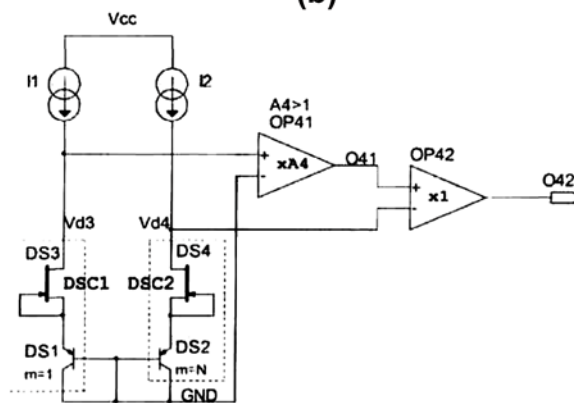 (b)
Vcc
I1
I2
A4>1
OP41
+
xA4
-
O41
OP42
+
x1
-
O42
Vd3
Vd4
DS3
DSC1
DSC2
DS4
DS1
m=1
DS2
m=N
GND